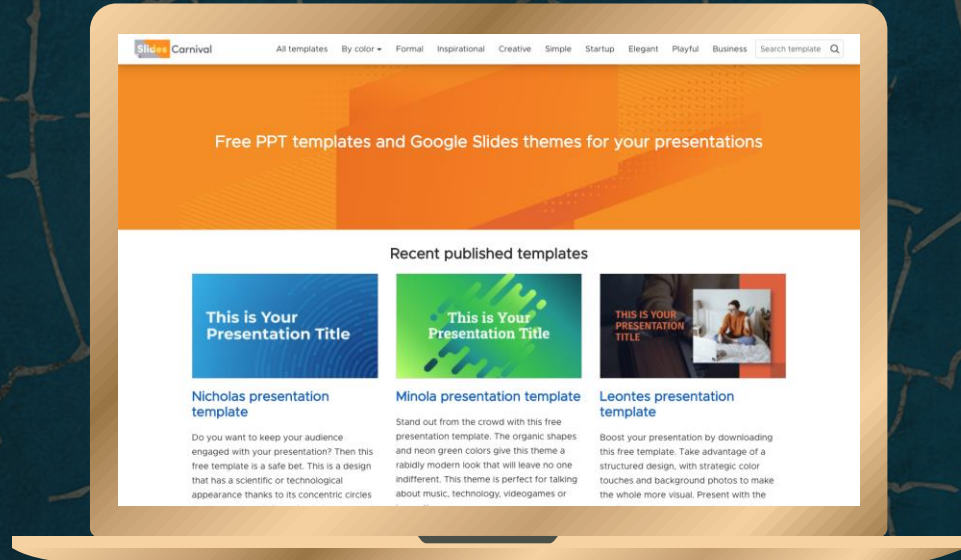 Slides Carnival
All templates By color Formal Inspirational Creative Simple Startup Elegant Playful Business Search template
Free PPT templates and Google Slides themes for your presentations
Recent published templates
This is Your
Presentation Title
Nicholas presentation
template
Do you want to keep your audience
engaged with your presentation? Then this
free template is a safe bet. This is a design
that has a scientific or technological
appearance thanks to its concentric circles
This is Your
Presentation Title
Minola presentation template
Stand out from the crowd with this free
presentation template. The organic shapes
and neon green colors give this theme a
rabidly modern look that will leave no one
indifferent. This theme is perfect for talking
about music, technology, videogames or
THIS IS YOUR
PRESENTATION
TITLE
Leontes presentation
template
Boost your presentation by downloading
this free template. Take advantage of a
structured design, with strategic color
touches and background photos to make
the whole more visual. Present with the